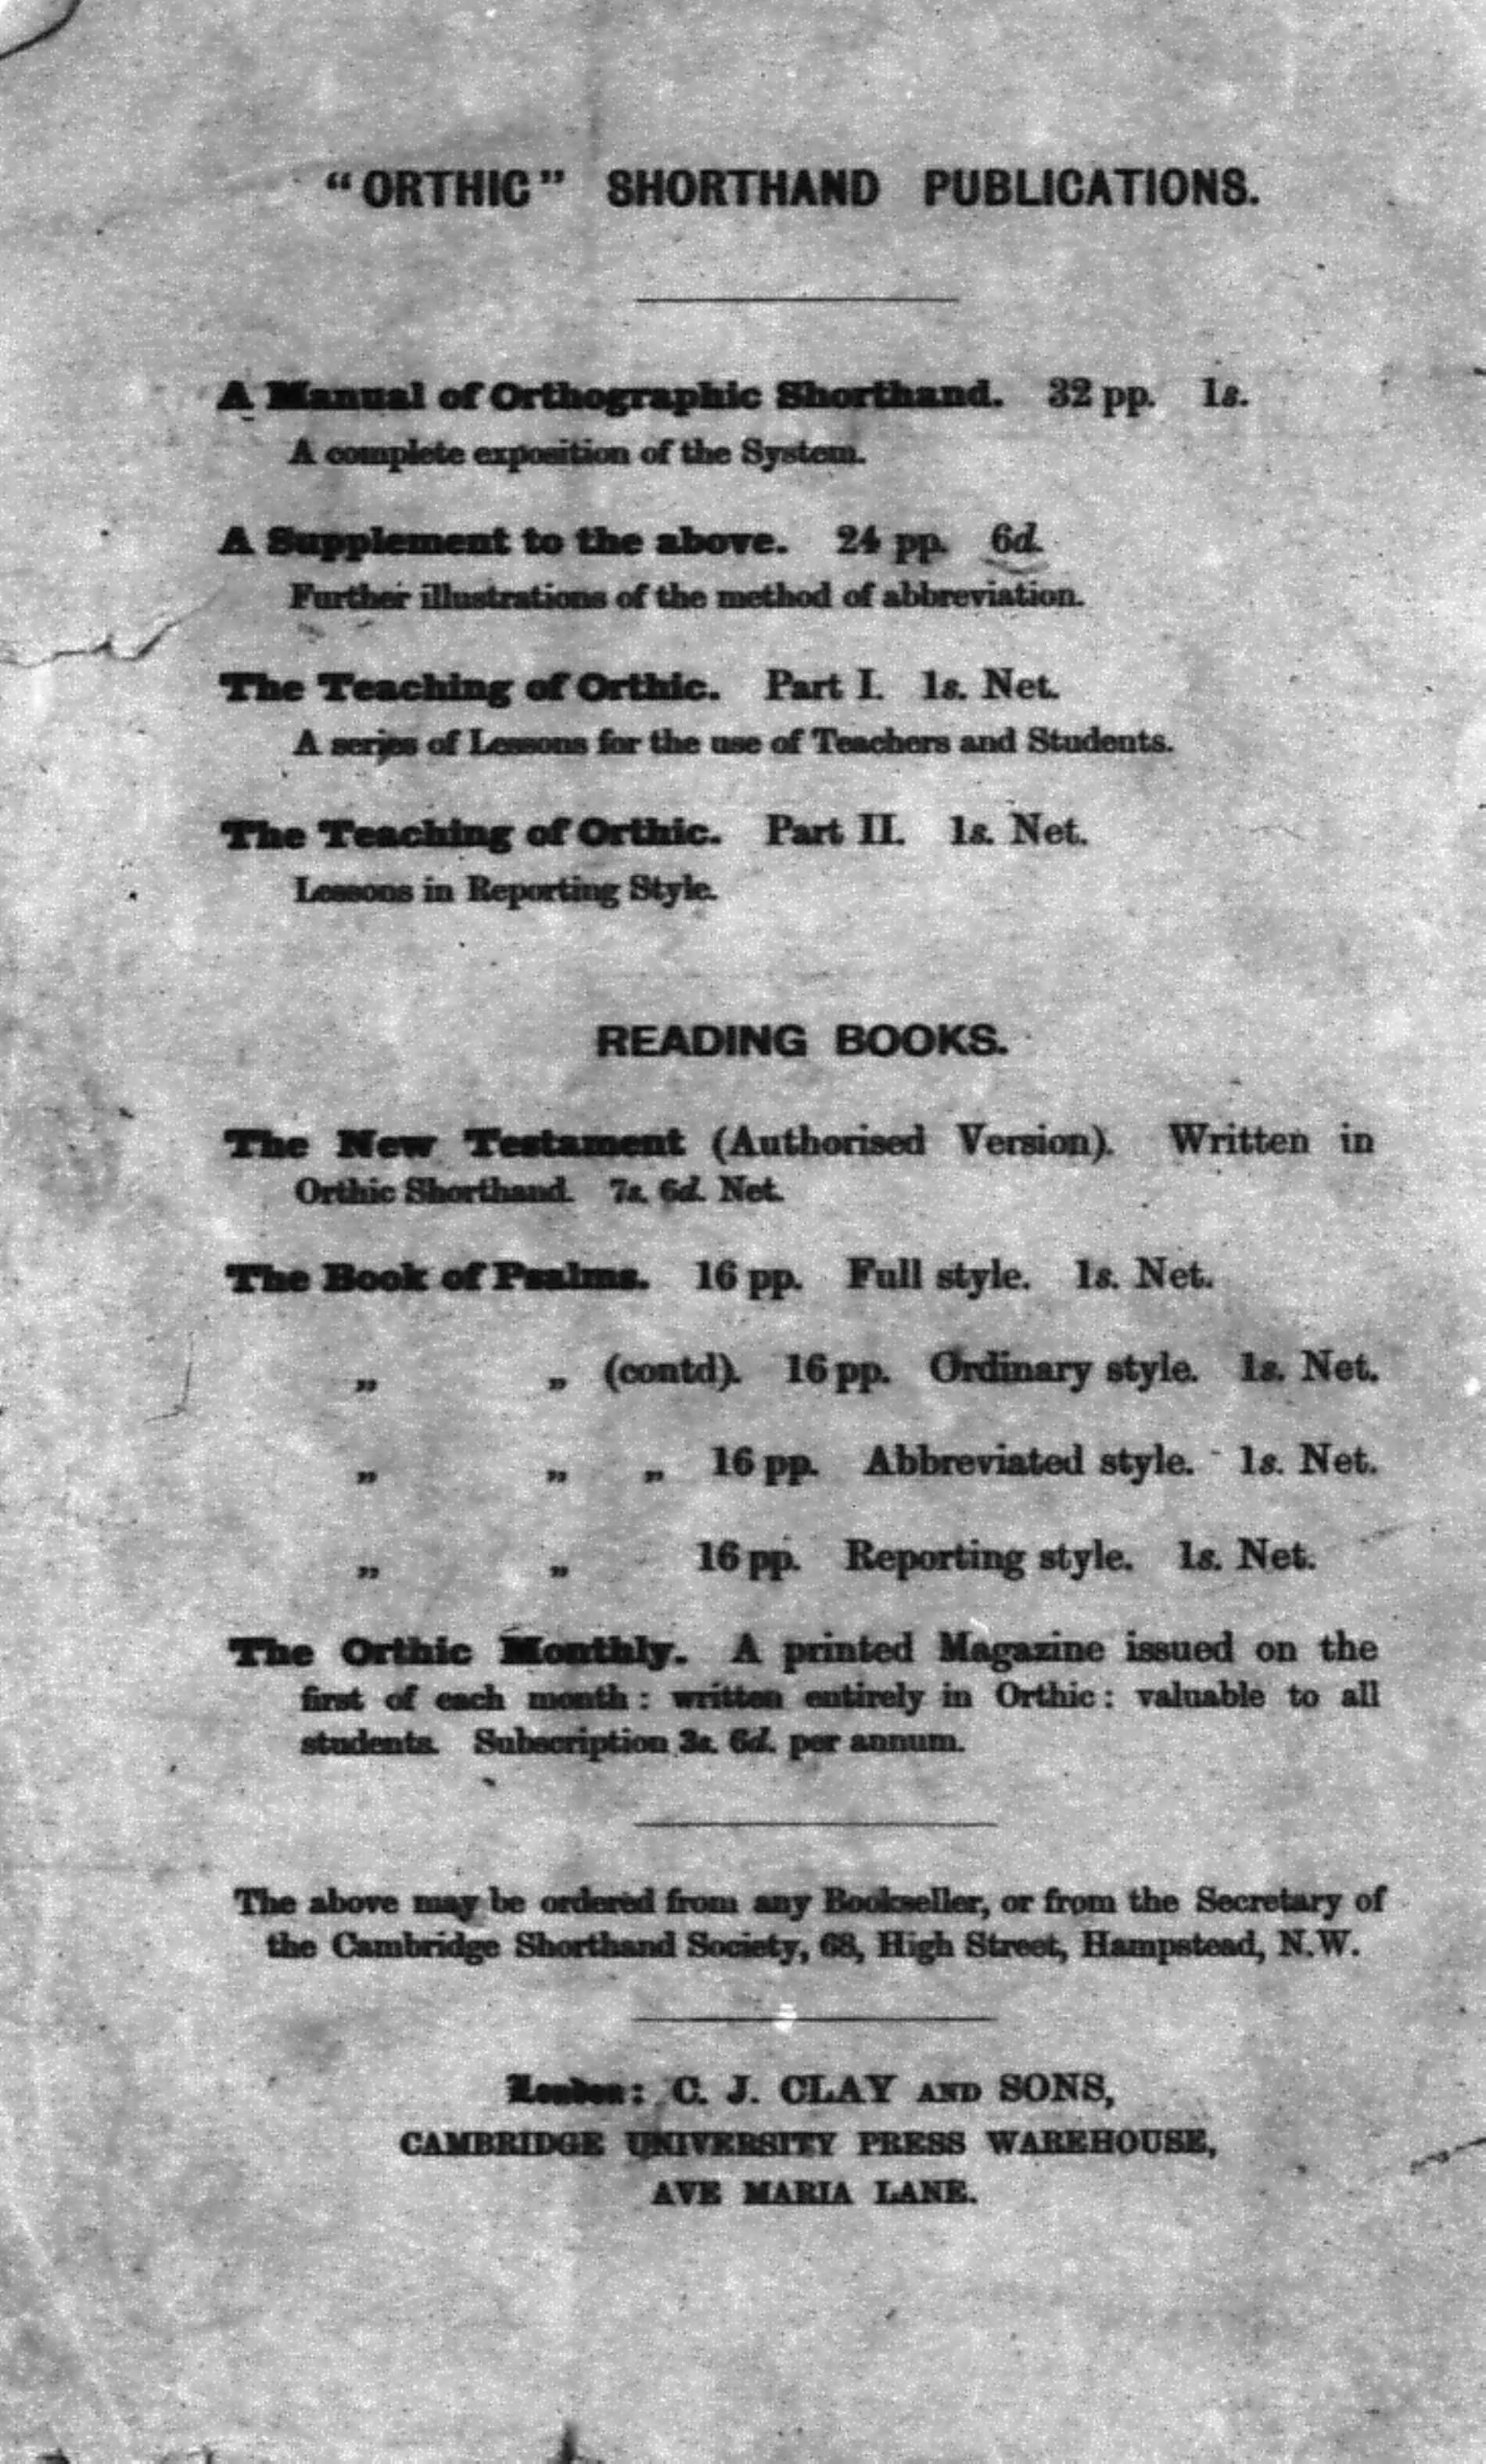 "ORTHIC" SHORTHAND PUBLICATIONS.
A Manual of Orthographic Shorthand. 32 pp. 1s.
A complete exposition of the System.
A Supplement to the above. 24 pp. 6d.
Further illustrations of the method of abbreviation.
The Teaching of Orthic. Part I. 1s. Net.
A series of Lessons for the use of Teachers and Students.
The Teaching of Orthic. Part II. 1s. Net.
Lessons in Reporting Style.
READING BOOKS.
The New Testament (Authorised Version). Written in
Orthic Shorthand. 7s. 6d. Net.
The Book of Psalms. 16 pp. Full style. 1s. Net.
„ „ (contd). 16 pp. Ordinary style. 1s. Net.
„ „ „ 16 pp. Abbreviated style. 1s. Net.
„ „ 16 pp. Reporting style. 1s. Net.
The Orthic Monthly. A printed Magazine issued on the
first of each month: written entirely in Orthic: valuable to all
students. Subscription 3s. 6d. per annum.
The above may be ordered from any Bookseller, or from the Secretary of
the Cambridge Shorthand Society, 68, High Street, Hampstead, N.W.
London: C. J. CLAY AND SONS,
CAMBRIDGE UNIVERSITY PRESS WAREHOUSE,
AVE MARIA LANE.